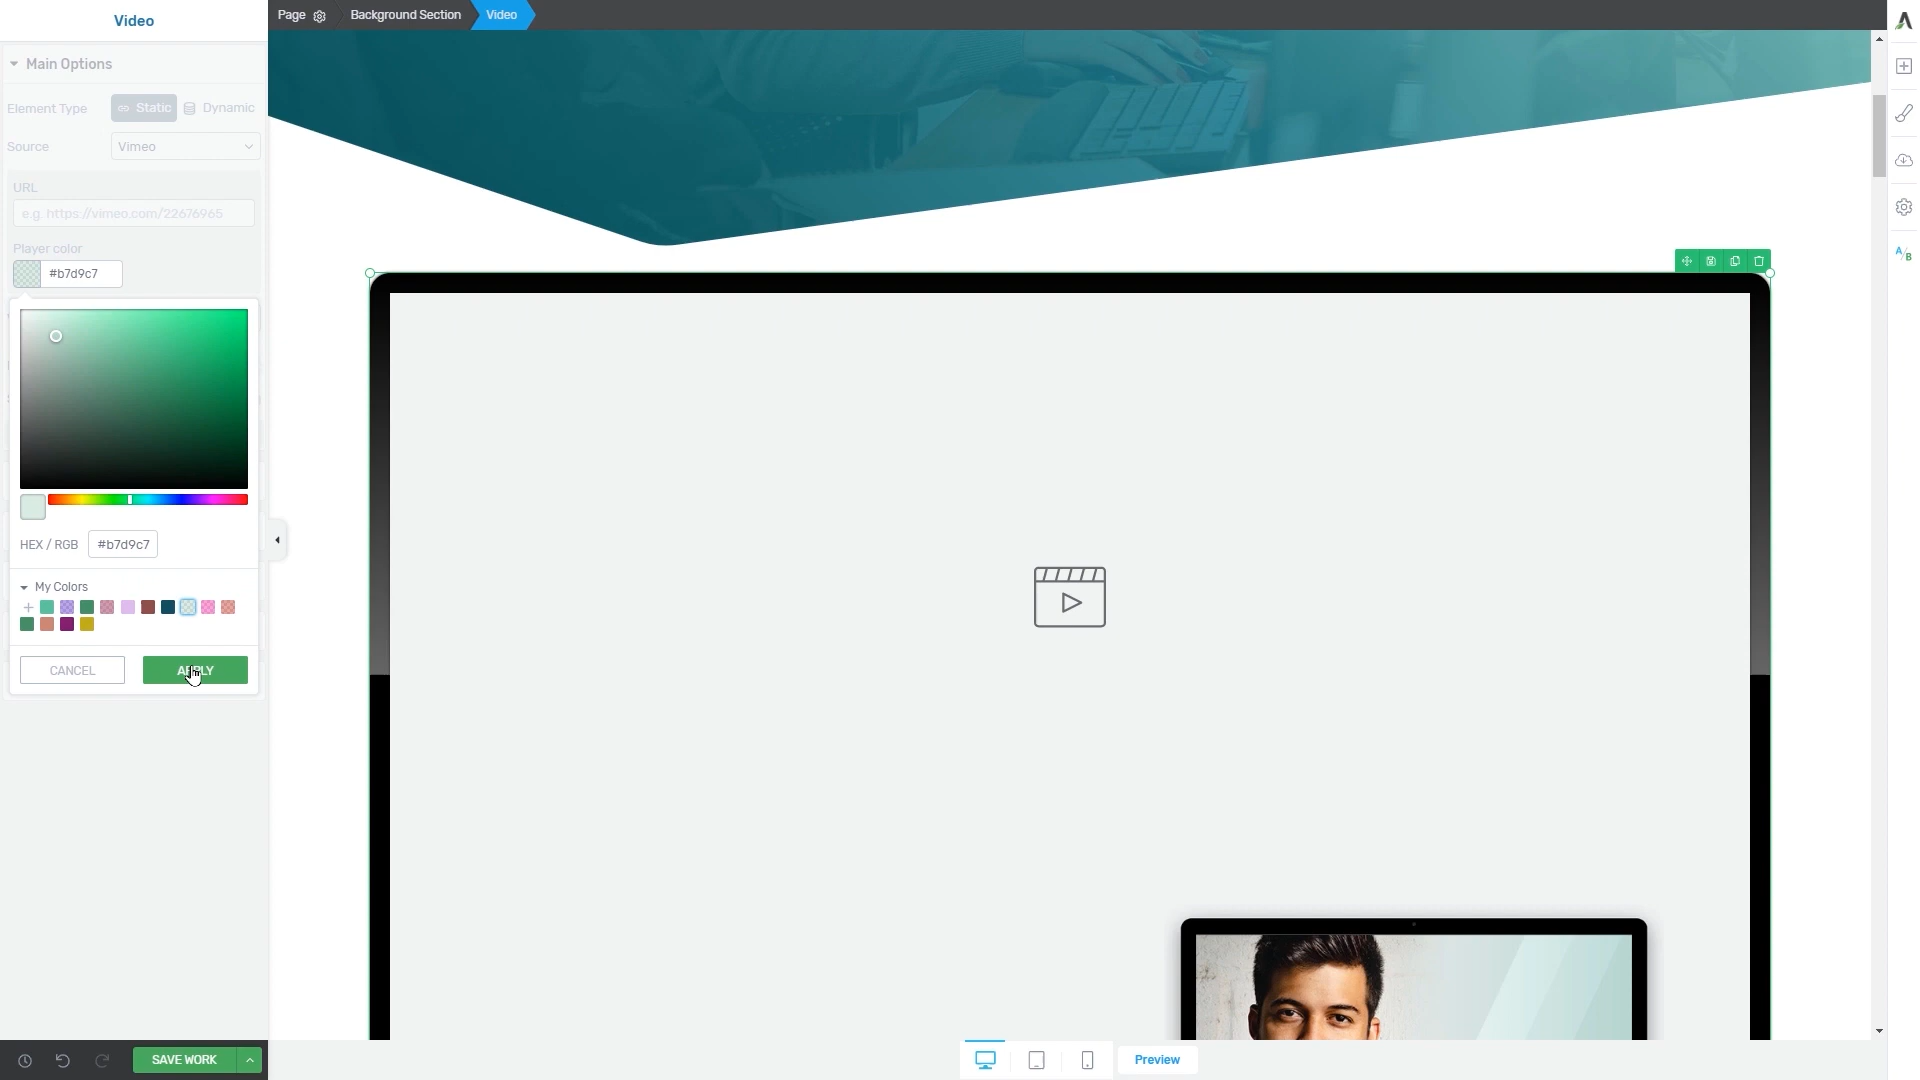 Video
Page
Background Section
Video
Main Options
Element Type
Static
Dynamic
Source
Vimeo
URL
e.g. https://vimeo.com/22676965
Player color
#b7d9c7
HEX / RGB
#b7d9c7
My Colors
CANCEL
APPLY
A/B
SAVE WORK
Preview